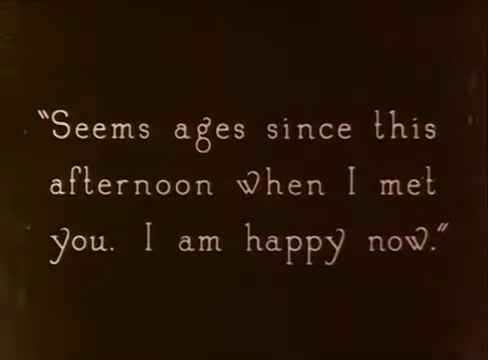 "Seems ages since this
afternoon when I met
you. I am happy now."